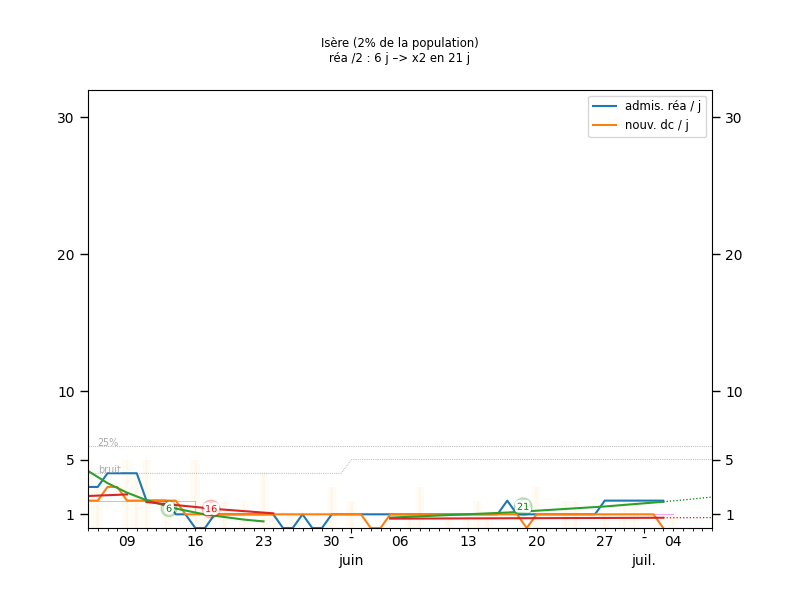 Isère (2% de la population)
réa /2 : 6 j –> x2 en 21 j
admis. réa / j
nouv. dc / j
30 30
20 20
10 10
25%
5 5
bruit
6 -16 21
1 1
09 16 23 30 - 06 13 20 27 - 04
juin juil.